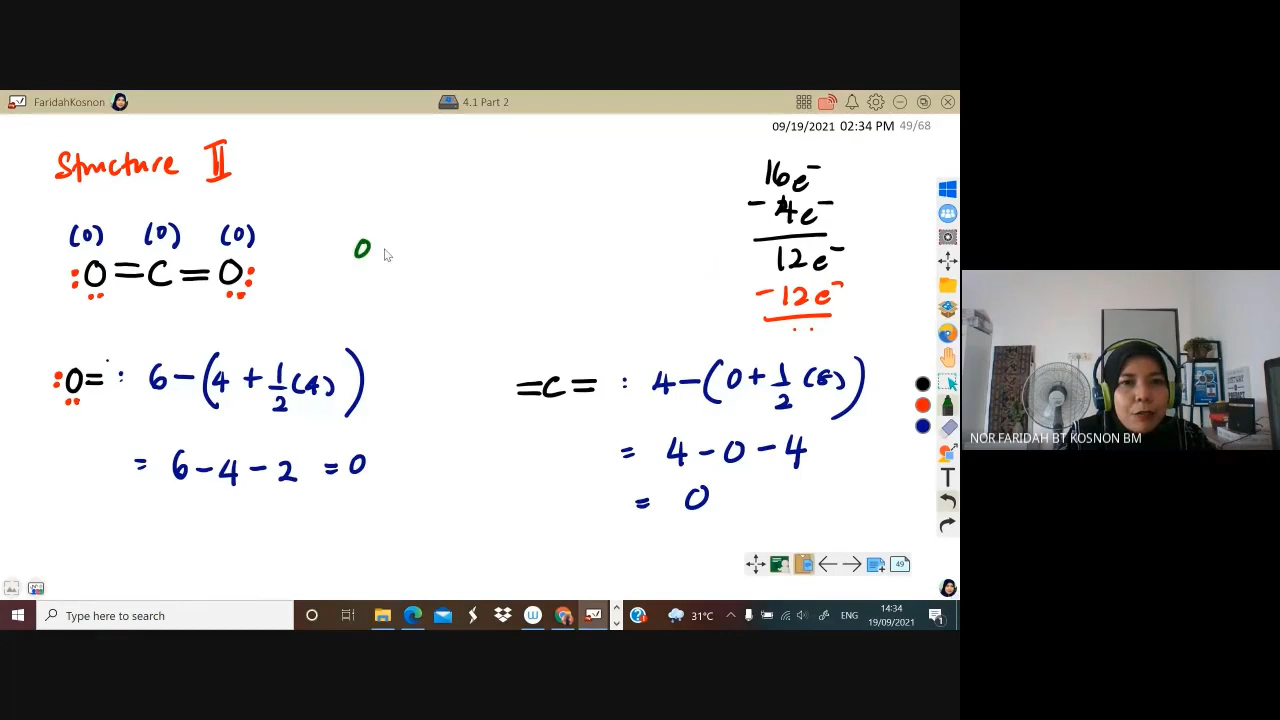 FaridahKosnon
4.1 Part 2
09/19/2021 02:34 PM 49/68
Structure II
(0) (0) (0)
:O=C=O:
0
16e⁻
- 4e⁻
12e⁻
- 12e⁻
:O= : 6 - (4 + 1/2 (4))
= 6 - 4 - 2 = 0
=C= : 4 - (0 + 1/2 (8))
= 4 - 0 - 4
= 0
NOR FARIDAH BT KOSNON BM
T
49
Type here to search
31°C
ENG
14:34
19/09/2021
1